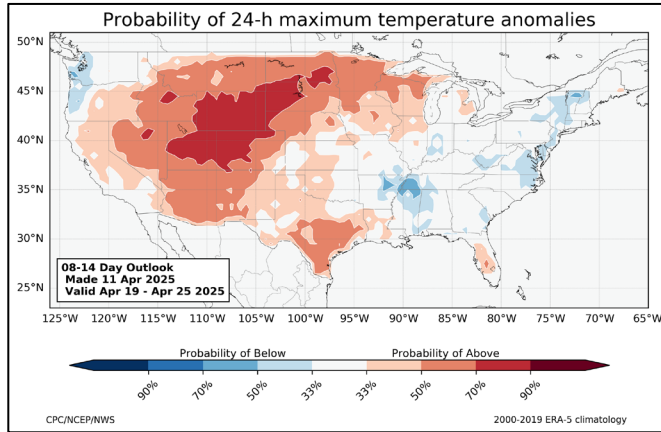 Probability of 24-h maximum temperature anomalies
50°N
45°N
40°N
35°N
30°N
25°N
08-14 Day Outlook
Made 11 Apr 2025
Valid Apr 19 - Apr 25 2025
125°W 120°W 115°W 110°W 105°W 100°W 95°W 90°W 85°W 80°W 75°W 70°W 65°W
Probability of Below Probability of Above
90% 70% 50% 33% 33% 50% 70% 90%
CPC/NCEP/NWS 2000-2019 ERA-5 climatology